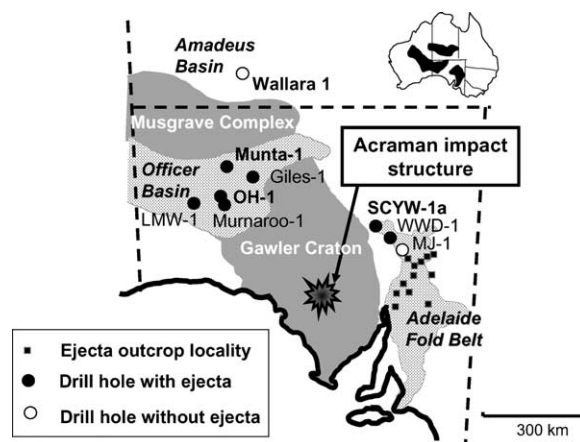 Amadeus
Basin
Wallara 1
Musgrave Complex
Acraman impact
structure
Munta-1
Officer
Basin
Giles-1
OH-1
LMW-1
Murnaroo-1
SCYW-1a
WWD-1
MJ-1
Gawler Craton
Adelaide
Fold Belt
Ejecta outcrop locality
Drill hole with ejecta
Drill hole without ejecta
300 km